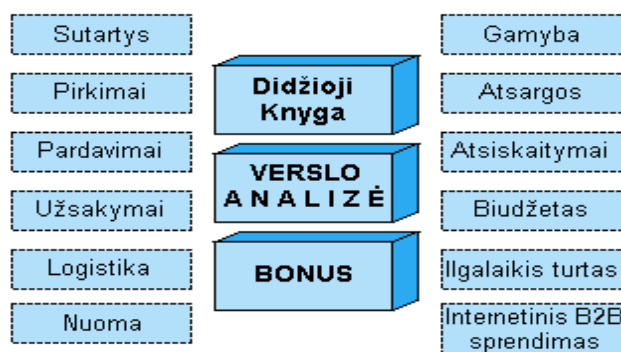 Sutartys
Pirkimai
Pardavimai
Užsakymai
Logistika
Nuoma
Didžioji
Knyga
VERSLO
ANALIZĖ
BONUS
Gamyba
Atsargos
Atsiskaitymai
Biudžetas
Ilgalaikis turtas
Internetinis B2B
sprendimas